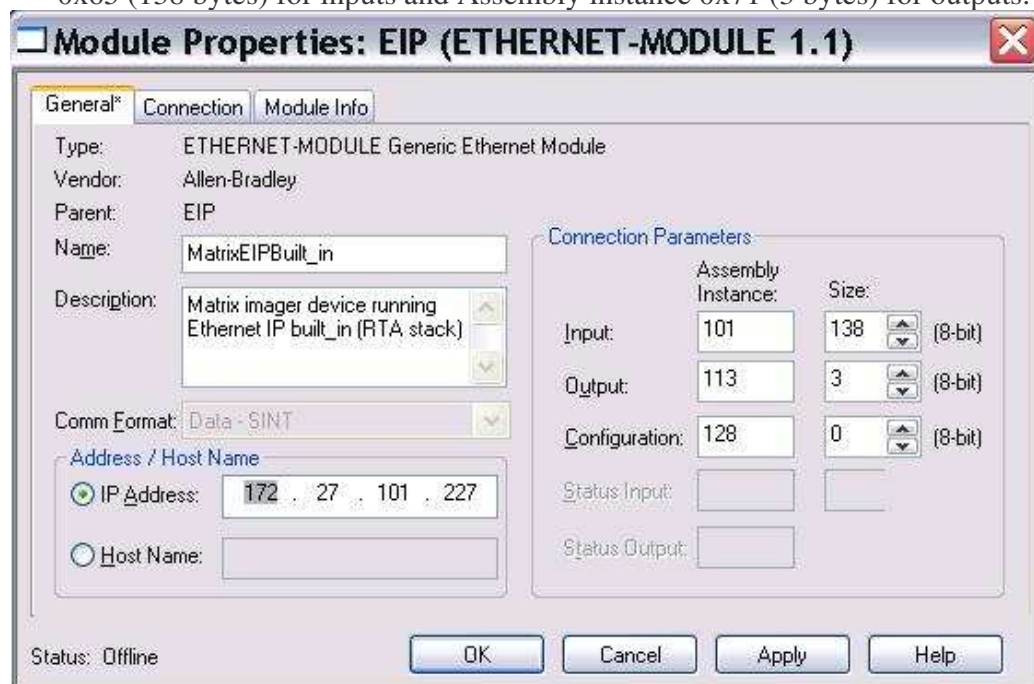 0x65 (138 bytes) for inputs and Assembly instance 0x71 (3 bytes) for outputs.
Module Properties: EIP (ETHERNET-MODULE 1.1)
General* Connection Module Info
Type: ETHERNET-MODULE Generic Ethernet Module
Vendor: Allen-Bradley
Parent: EIP
Name: MatrixEIPBuilt_in
Description: Matrix imager device running
Ethernet IP built_in (RTA stack)
Comm Format: Data - SINT
Address / Host Name
IP Address: 172 . 27 . 101 . 227
Host Name:
Connection Parameters
Assembly
Instance: Size:
Input: 101 138 (8-bit)
Output: 113 3 (8-bit)
Configuration: 128 0 (8-bit)
Status Input:
Status Output:
Status: Offline
OK Cancel Apply Help